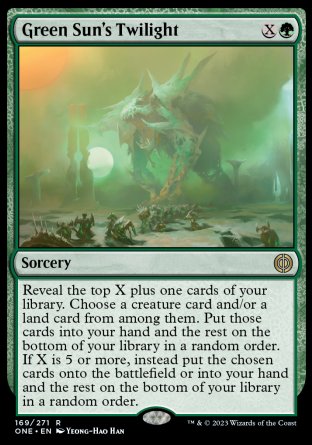 Green Sun's Twilight X
Sorcery
Reveal the top X plus one cards of your
library. Choose a creature card and/or a
land card from among them. Put those
cards into your hand and the rest on the
bottom of your library in a random order.
If X is 5 or more, instead put the chosen
cards onto the battlefield or into your hand
and the rest on the bottom of your library
in a random order.
169/271 R
ONE • EN Yeong-Hao Han
™ & © 2023 Wizards of the Coast